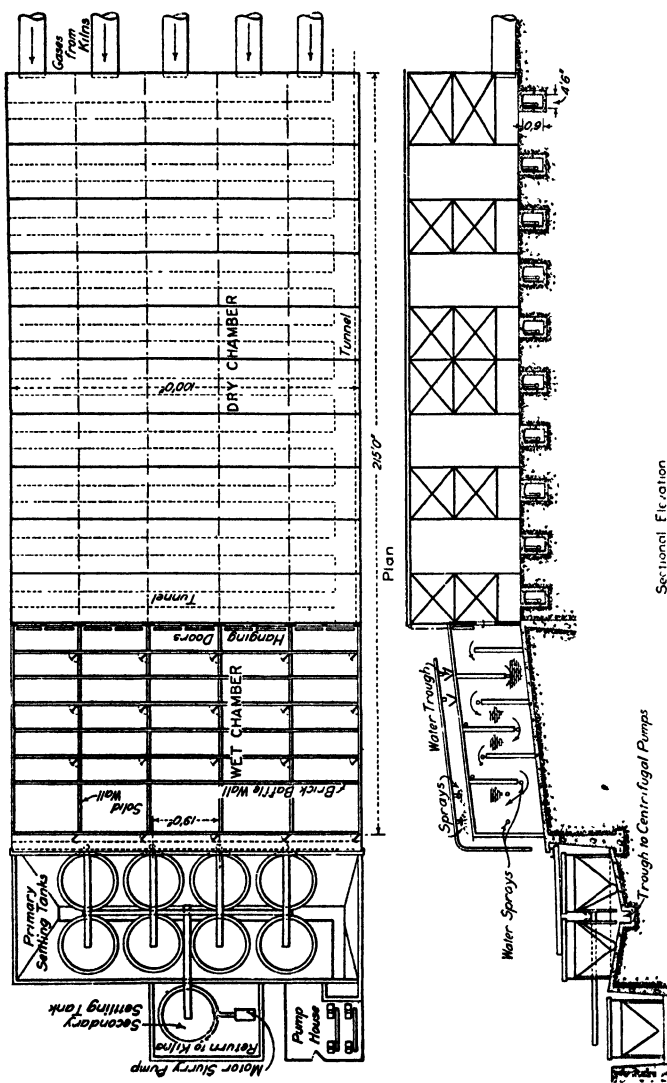 Gases
from
Kilns
DRY CHAMBER
100'0"
Tunnel
Tunnel
Hanging
Doors
WET CHAMBER
Solid
Wall
19'0"
Brick Baffle Wall
215'0"
Plan
Primary
Settling Tanks
Secondary
Settling Tank
Return to Kilns
Motor Slurry Pump
Pump
House
4'6"
6'0"
Water Trough
Sprays
Water Sprays
Trough to Centrifugal Pumps
Sectional Elevation